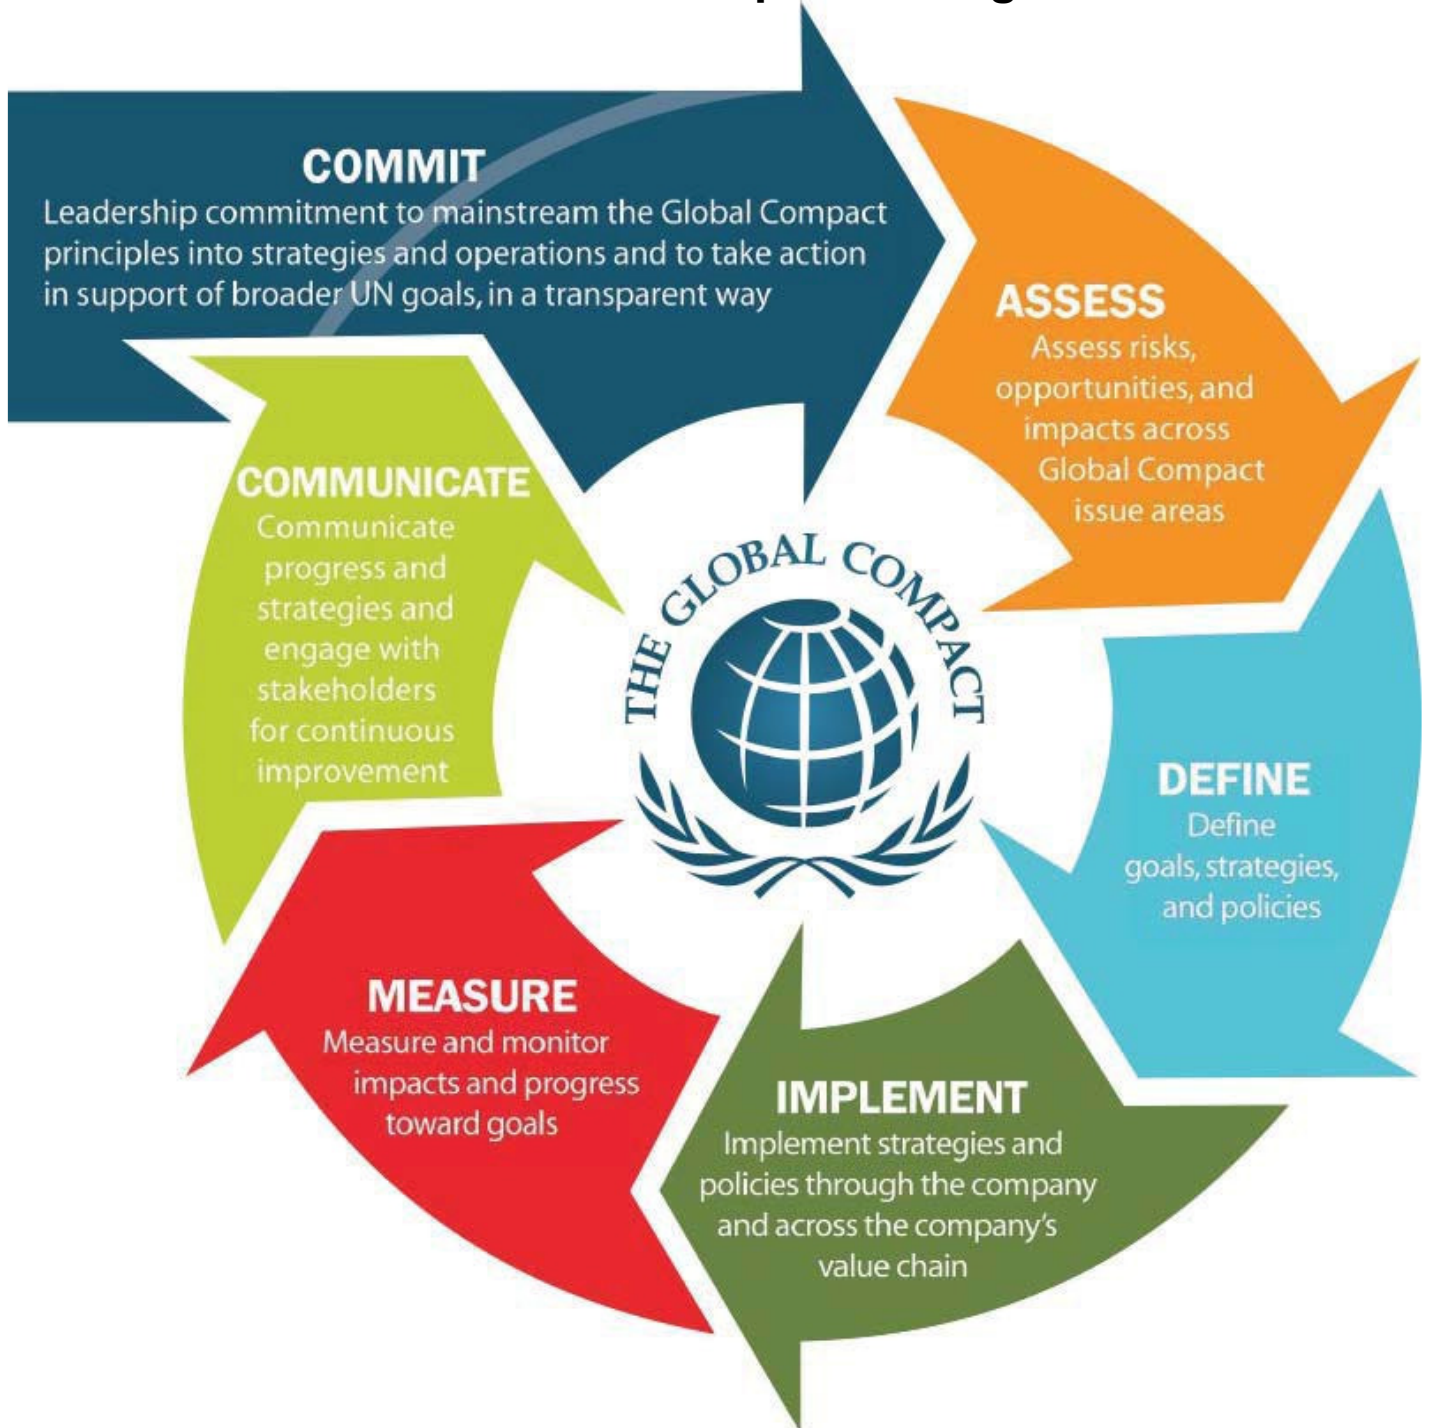 COMMIT
Leadership commitment to mainstream the Global Compact
principles into strategies and operations and to take action
in support of broader UN goals, in a transparent way
ASSESS
Assess risks,
opportunities, and
impacts across
Global Compact
issue areas
DEFINE
Define
goals, strategies,
and policies
IMPLEMENT
Implement strategies and
policies through the company
and across the company's
value chain
MEASURE
Measure and monitor
impacts and progress
toward goals
COMMUNICATE
Communicate
progress and
strategies and
engage with
stakeholders
for continuous
improvement
THE GLOBAL COMPACT